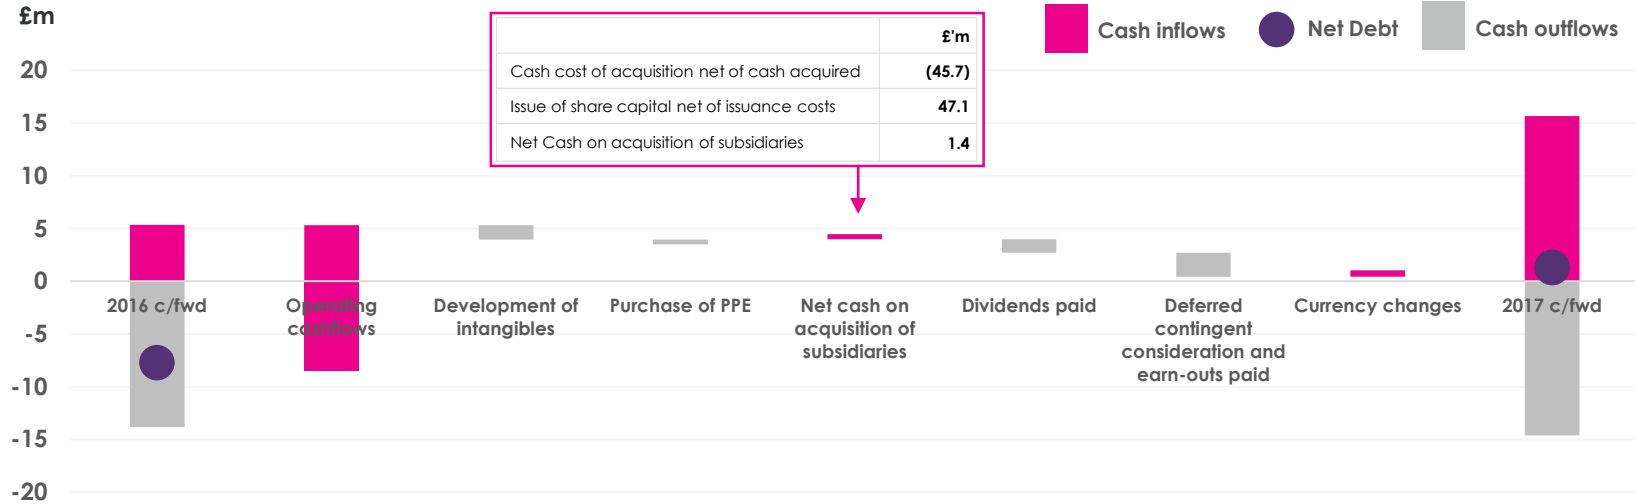 £m
Cash inflows
Net Debt
Cash outflows
£'m
Cash cost of acquisition net of cash acquired (45.7)
Issue of share capital net of issuance costs 47.1
Net Cash on acquisition of subsidiaries 1.4
20
15
10
5
0
-5
-10
-15
-20
2016 c/fwd
Operating
cashflows
Development of
intangibles
Purchase of PPE
Net cash on
acquisition of
subsidiaries
Dividends paid
Deferred
contingent
consideration and
earn-outs paid
Currency changes
2017 c/fwd